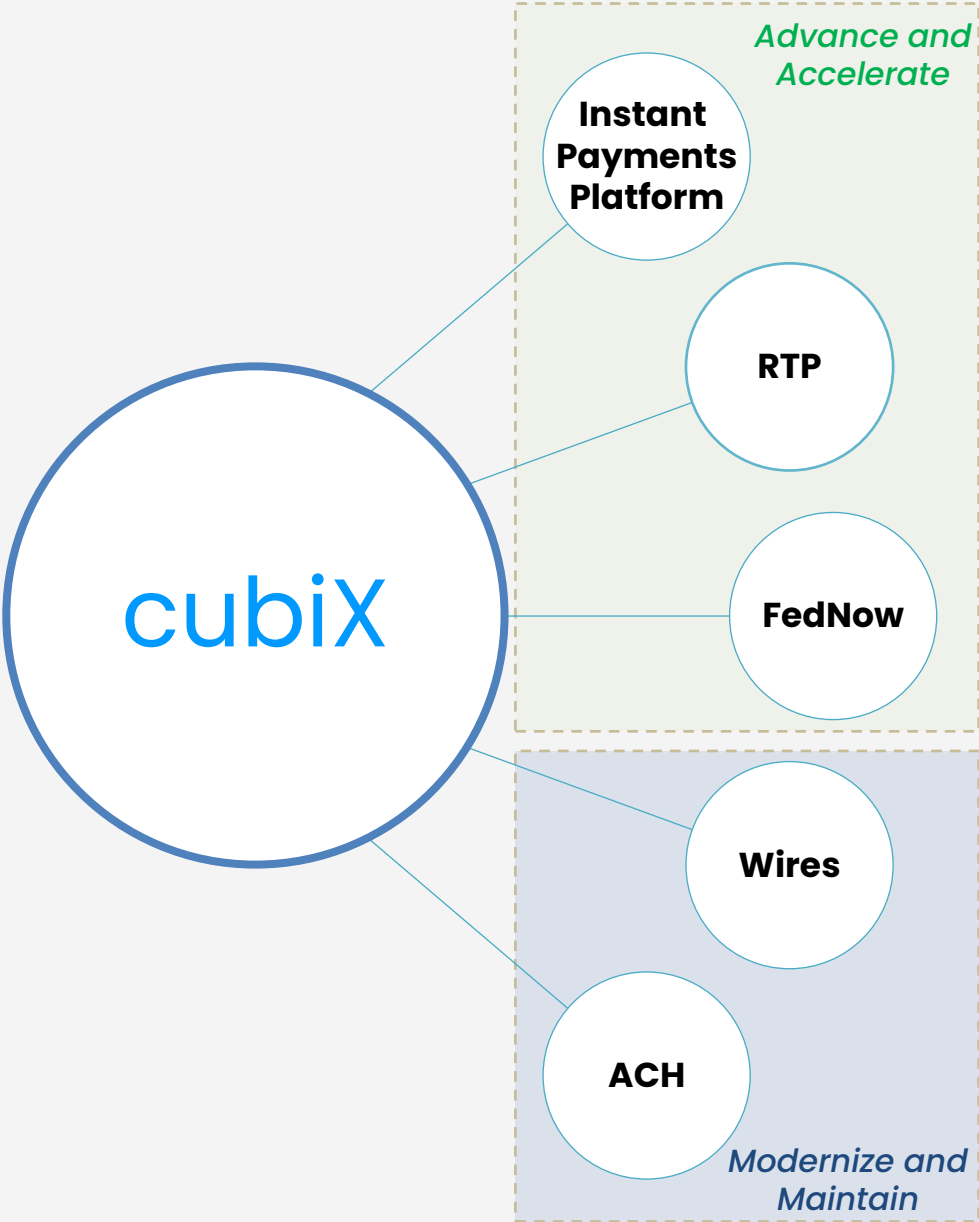 Advance and
Accelerate
Instant
Payments
Platform
RTP
cubiX
FedNow
Wires
ACH
Modernize and
Maintain